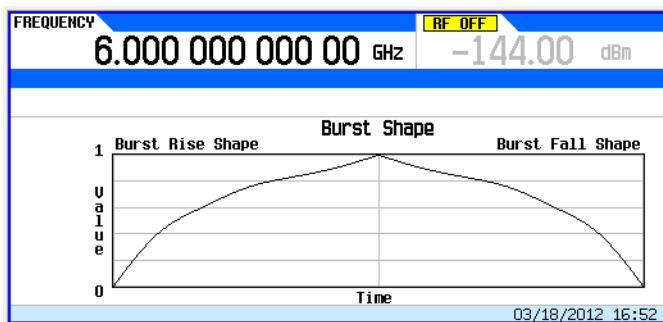 FREQUENCY
RF OFF
6.000 000 000 00 GHz
-144.00 dBm
Burst Shape
Burst Rise Shape
Burst Fall Shape
1
Value
0
Time
03/18/2012 16:52